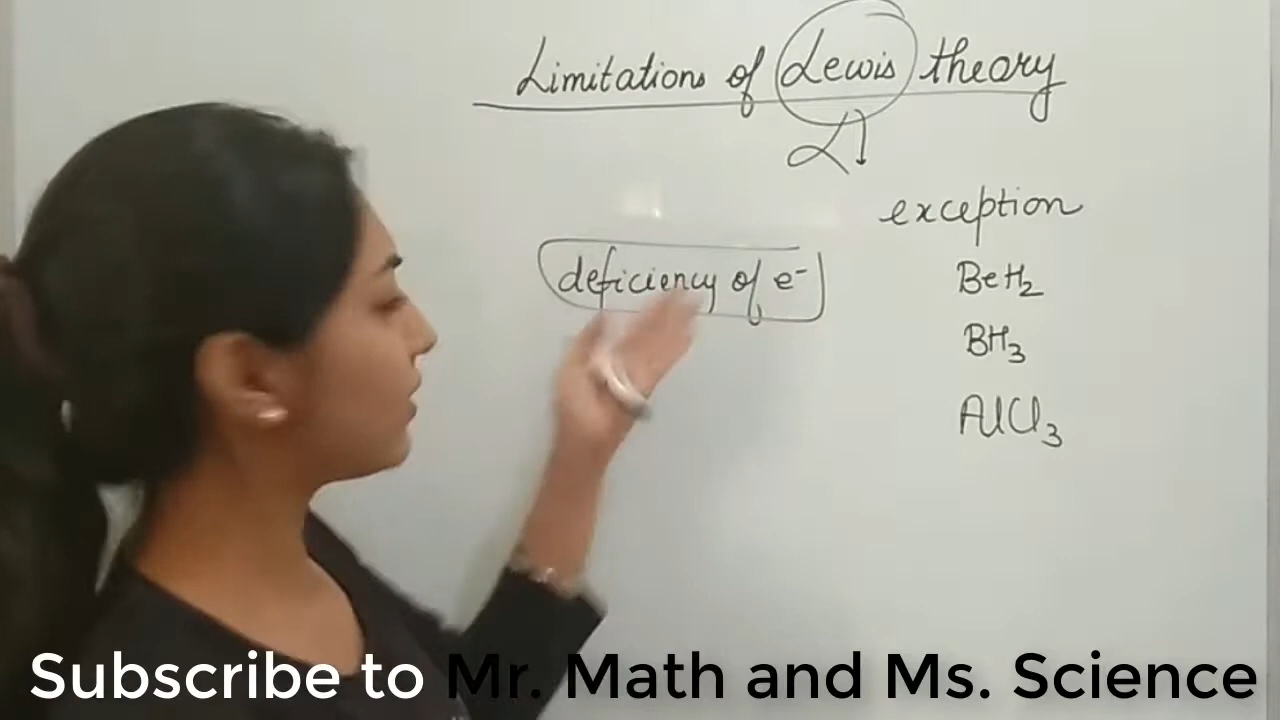 Limitations of Lewis theory
exception
deficiency of e⁻
BeH₂
BH₃
AlCl₃
Subscribe to Mr. Math and Ms. Science